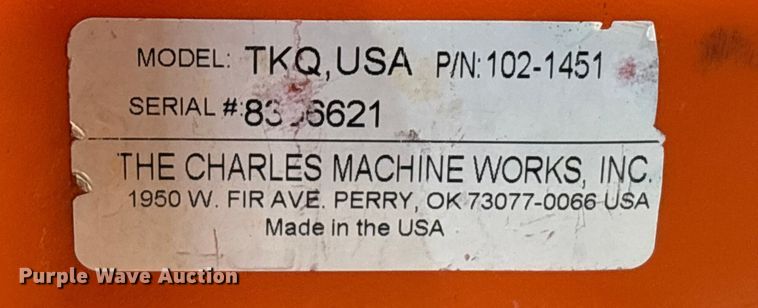 MODEL: TKQ,USA P/N: 102-1451
SERIAL #:
THE CHARLES MACHINE WORKS, INC.
1950 W. FIR AVE. PERRY, OK 73077-0066 USA
Made in the USA
Purple Wave Auction